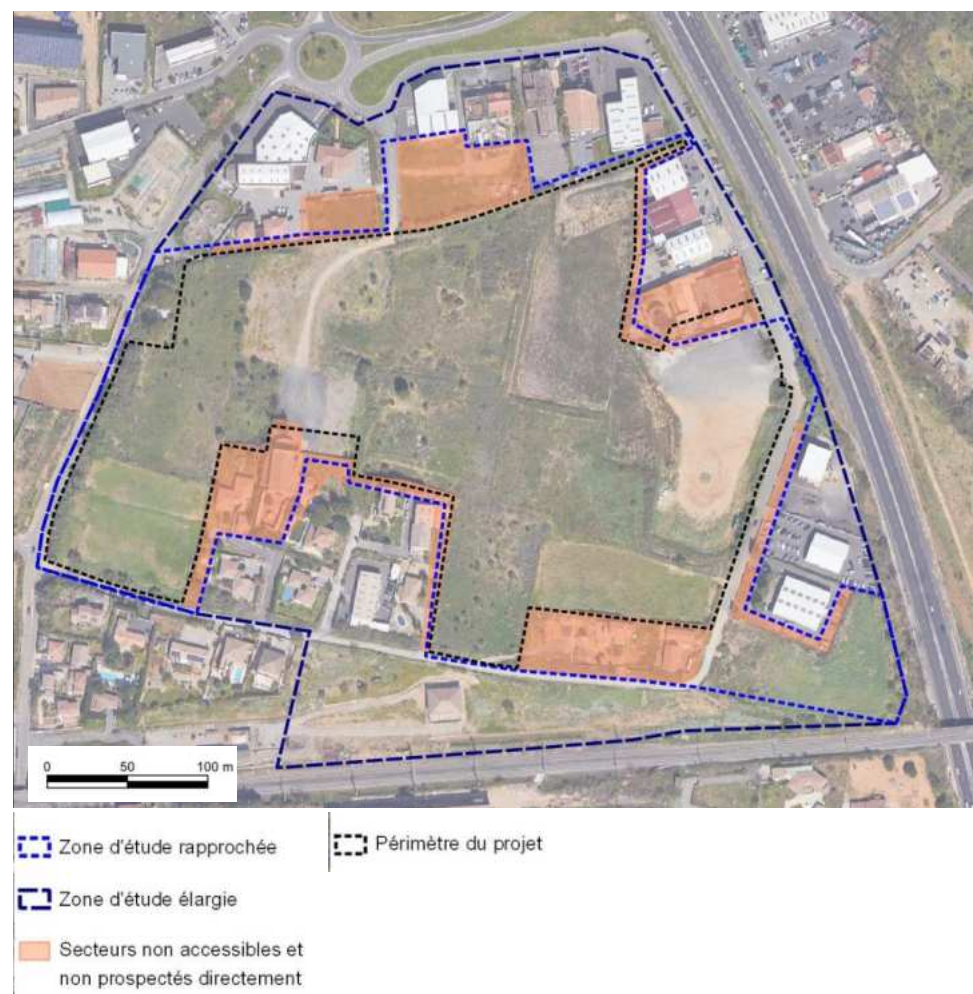 0 50 100 m
Zone d'étude rapprochée
Périmètre du projet
Zone d'étude élargie
Secteurs non accessibles et
non prospectés directement